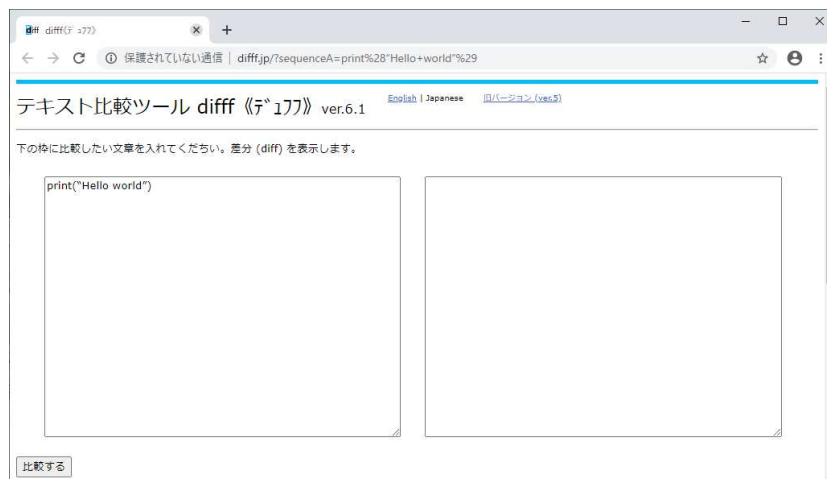 difff(ﾃﾞｭﾌﾌ)
保護されていない通信 | difff.jp/?sequenceA=print%28"Hello+world"%29
テキスト比較ツール difff《ﾃﾞｭﾌﾌ》ver.6.1 English | Japanese 旧バージョン (ver.5)
下の枠に比較したい文章を入れてくだちい。差分 (diff) を表示します。
print(“Hello world”)
比較する